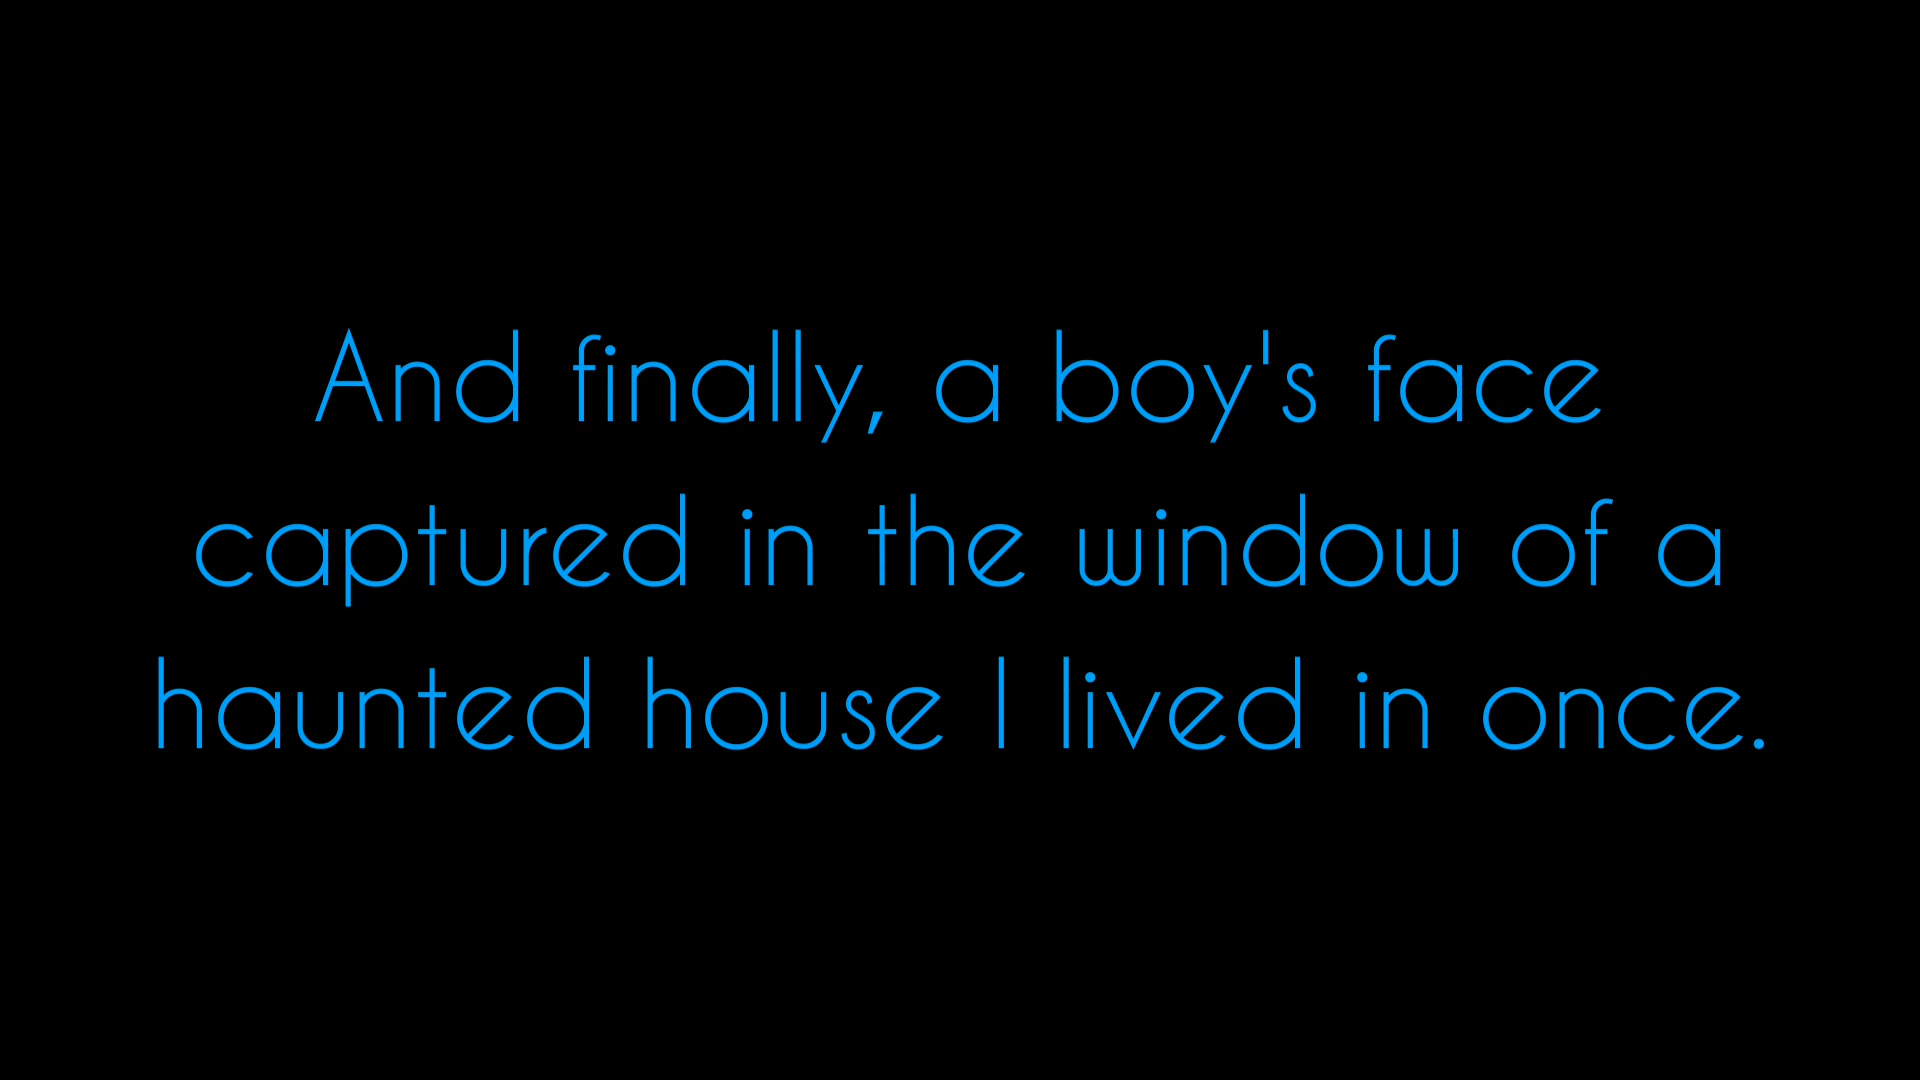 And finally, a boy's face
captured in the window of a
haunted house I lived in once.